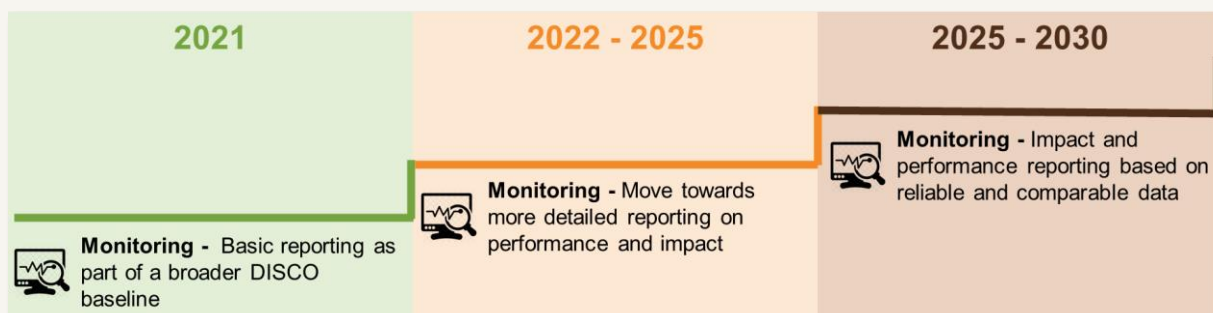 2021
Monitoring - Basic reporting as
part of a broader DISCO
baseline
2022 - 2025
Monitoring - Move towards
more detailed reporting on
performance and impact
2025 - 2030
Monitoring - Impact and
performance reporting based on
reliable and comparable data